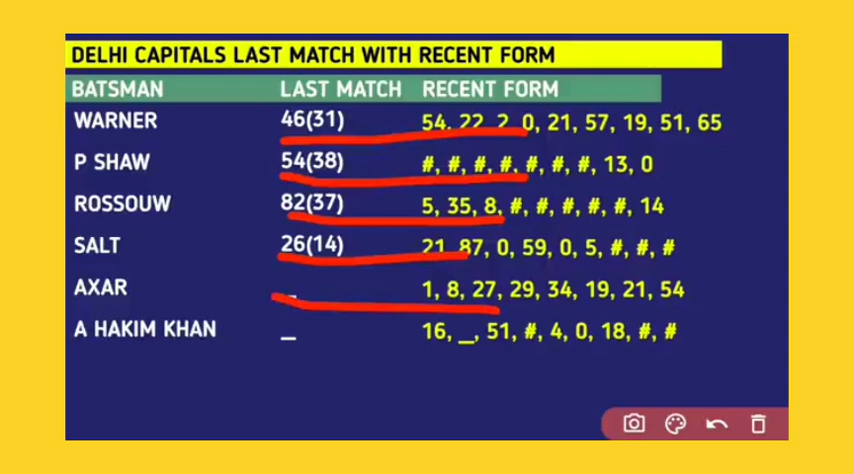 DELHI CAPITALS LAST MATCH WITH RECENT FORM
BATSMAN LAST MATCH RECENT FORM
WARNER 46(31) 54, 22, 2, 0, 21, 57, 19, 51, 65
P SHAW 54(38) #, #, #, #, #, #, #, 13, 0
ROSSOUW 82(37) 5, 35, 8, #, #, #, #, #, 14
SALT 26(14) 21, 87, 0, 59, 0, 5, #, #, #
AXAR _ 1, 8, 27, 29, 34, 19, 21, 54
A HAKIM KHAN _ 16, _, 51, #, 4, 0, 18, #, #